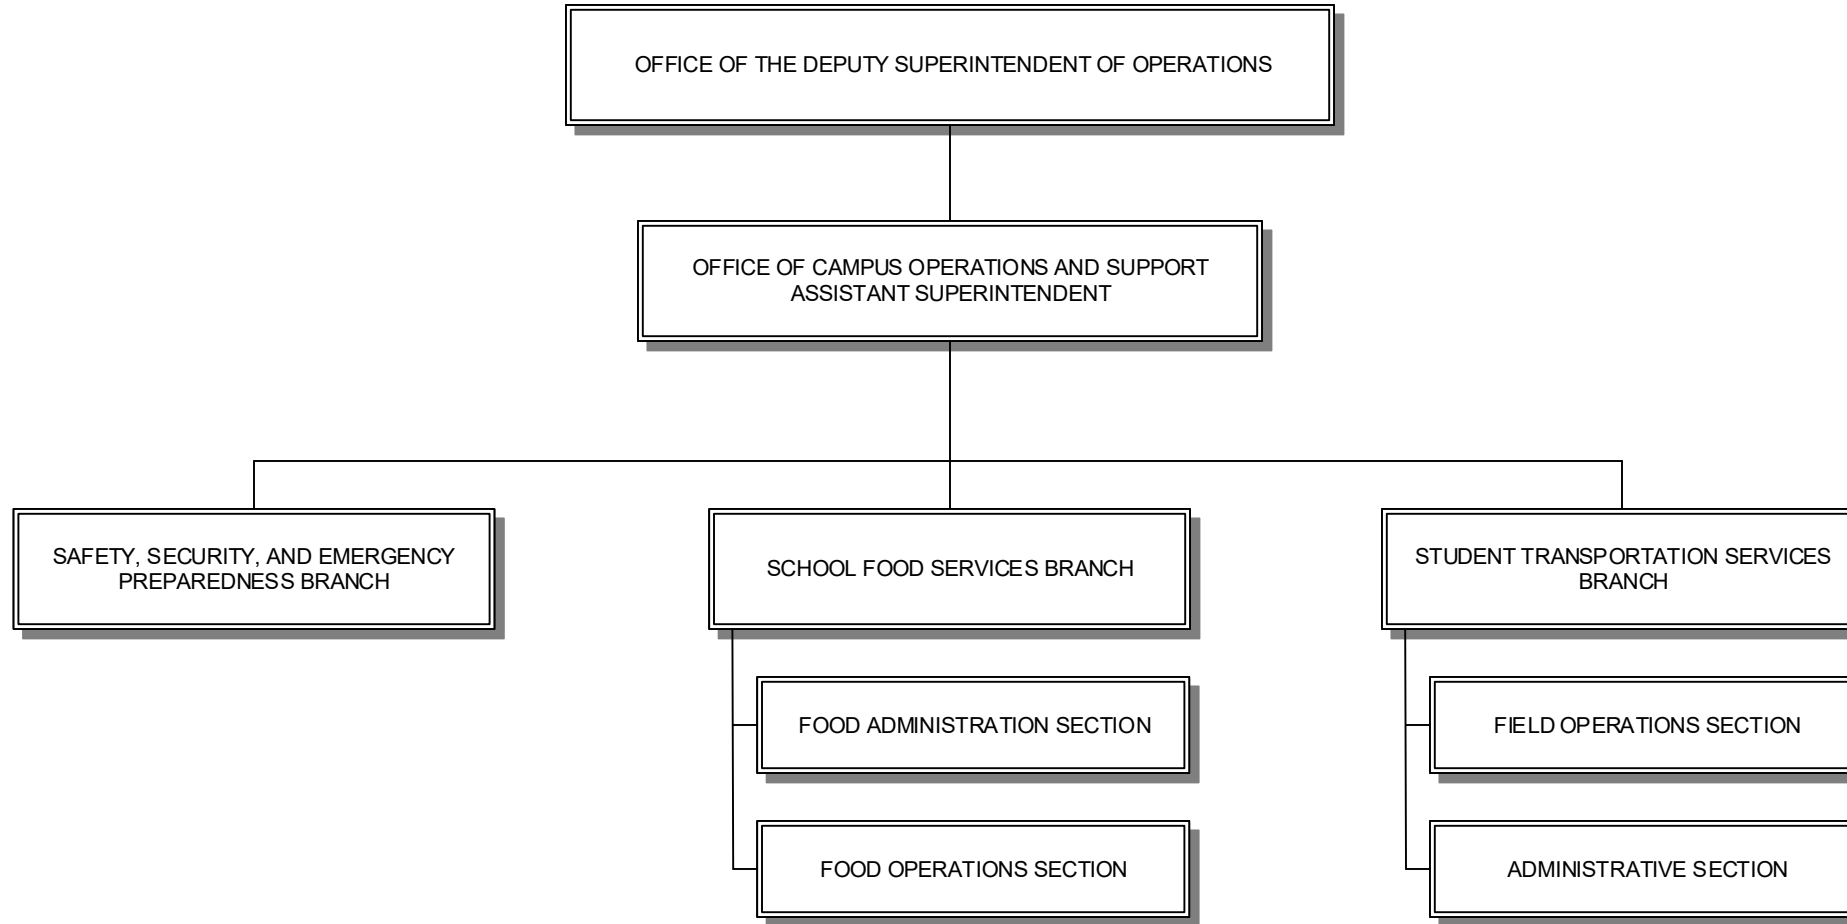 OFFICE OF THE DEPUTY SUPERINTENDENT OF OPERATIONS
OFFICE OF CAMPUS OPERATIONS AND SUPPORT
ASSISTANT SUPERINTENDENT
SAFETY, SECURITY, AND EMERGENCY
PREPAREDNESS BRANCH
SCHOOL FOOD SERVICES BRANCH
FOOD ADMINISTRATION SECTION
FOOD OPERATIONS SECTION
STUDENT TRANSPORTATION SERVICES
BRANCH
FIELD OPERATIONS SECTION
ADMINISTRATIVE SECTION